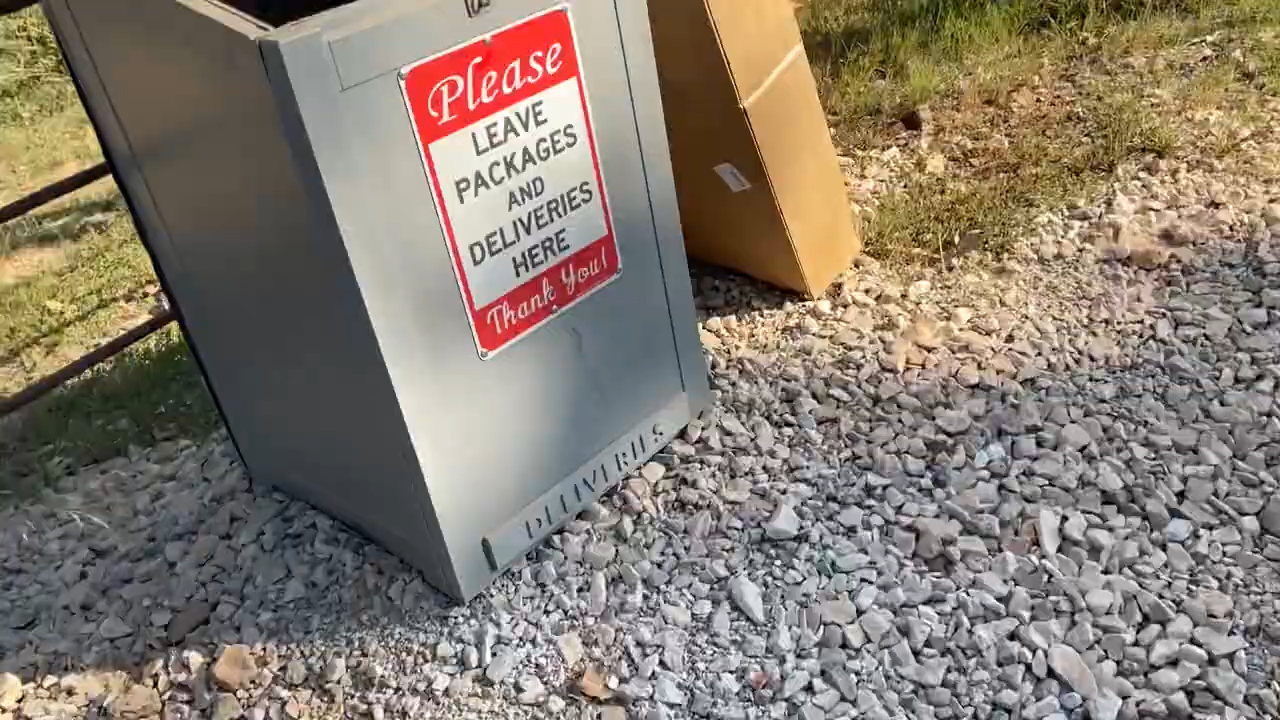 Please
LEAVE
PACKAGES
AND
DELIVERIES
HERE
Thank You!
DELIVERIES